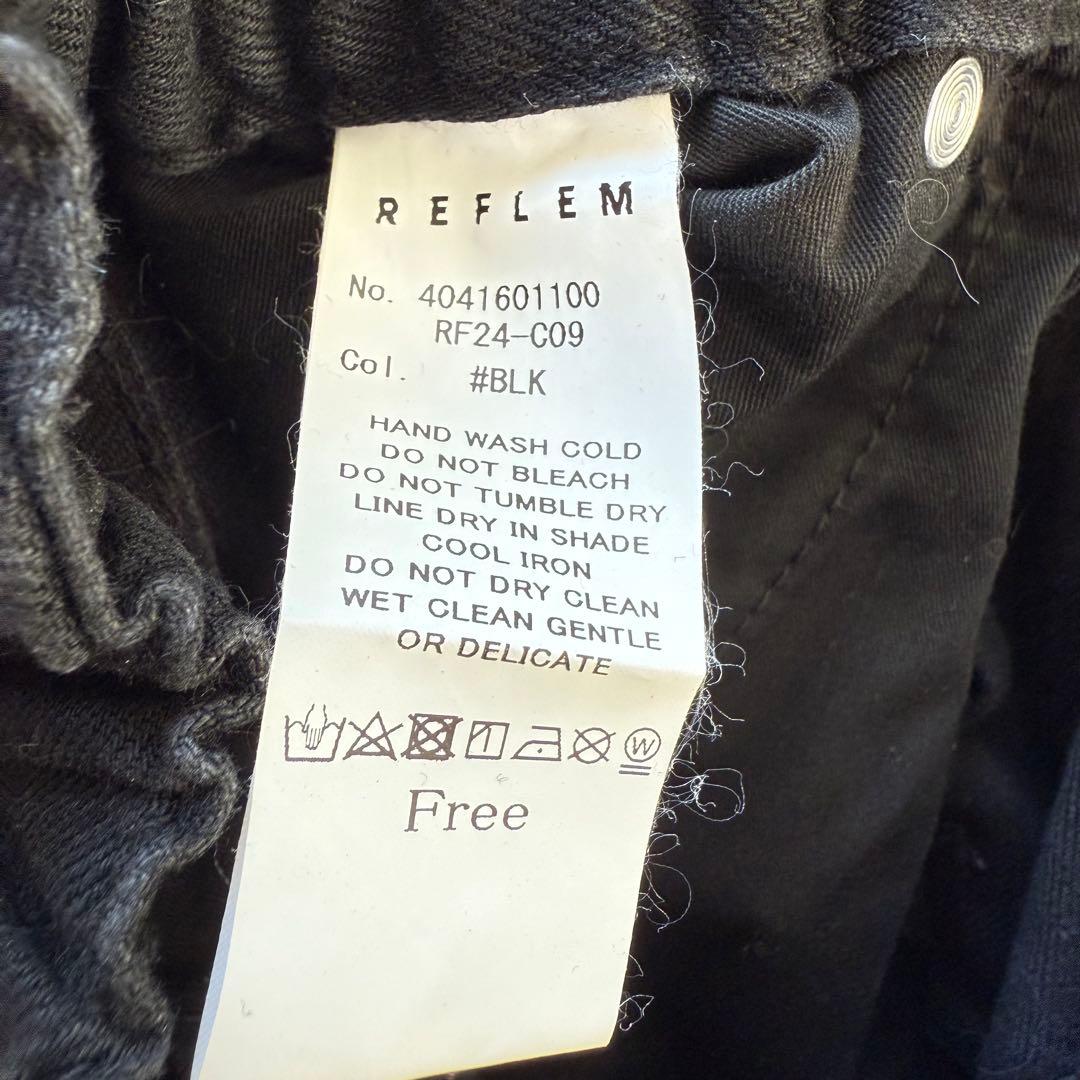 REFLEM
No. 4041601100
RF24-C09
Col. #BLK
HAND WASH COLD
DO NOT BLEACH
DO NOT TUMBLE DRY
LINE DRY IN SHADE
COOL IRON
DO NOT DRY CLEAN
WET CLEAN GENTLE
OR DELICATE
W
Free